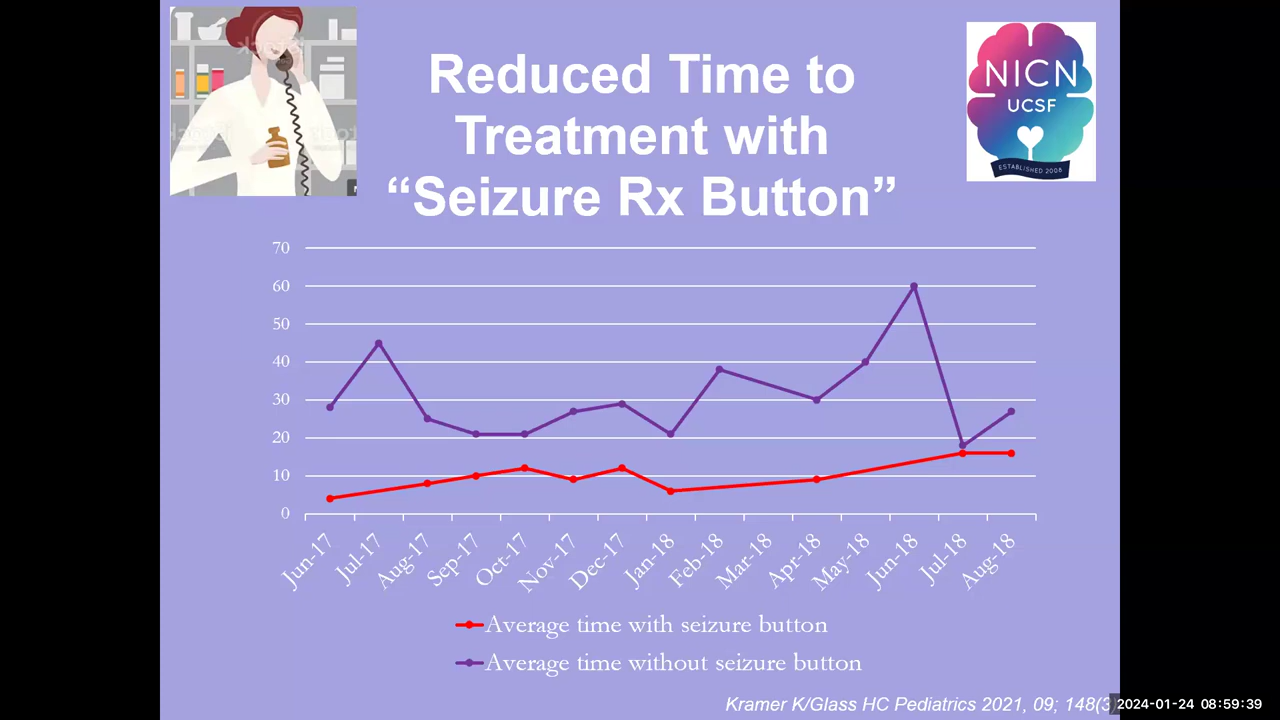 Reduced Time to
Treatment with
“Seizure Rx Button”
NICN
UCSF
ESTABLISHED 2008
70
60
50
40
30
20
10
0
Jun-17
Jul-17
Aug-17
Sep-17
Oct-17
Nov-17
Dec-17
Jan-18
Feb-18
Mar-18
Apr-18
May-18
Jun-18
Jul-18
Aug-18
Average time with seizure button
Average time without seizure button
Kramer K/Glass HC Pediatrics 2021, 09; 148(3
2024-01-24 08:59:39